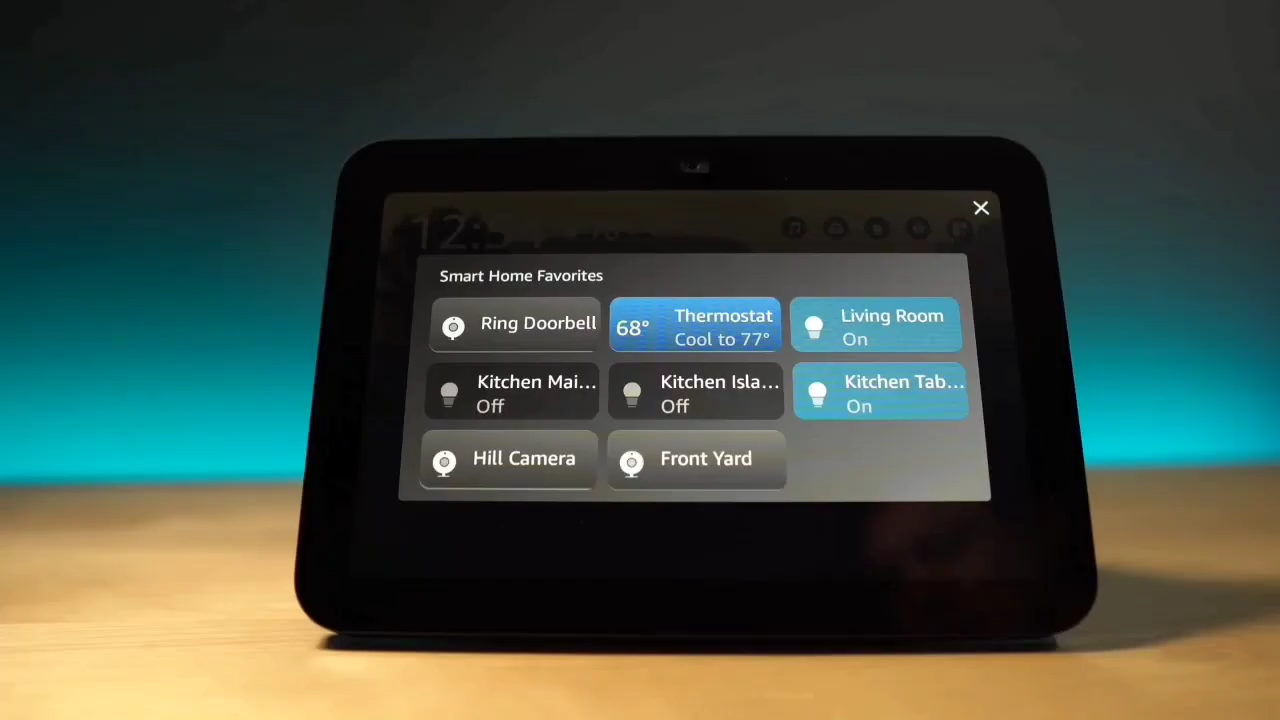 12:
Smart Home Favorites
Ring Doorbell
68°
Thermostat
Cool to 77°
Living Room
On
Kitchen Mai...
Off
Kitchen Isla...
Off
Kitchen Tab...
On
Hill Camera
Front Yard